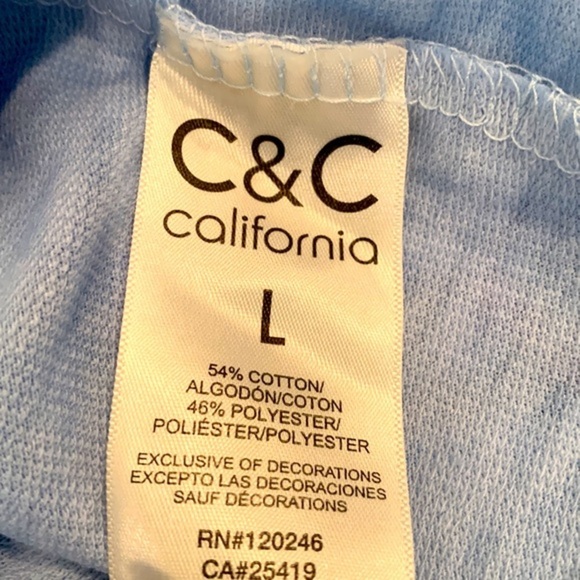 C&C
california
L
54% COTTON/
ALGODÓN/COTON
46% POLYESTER/
POLIÉSTER/POLYESTER
EXCLUSIVE OF DECORATIONS
EXCEPTO LAS DECORACIONES
SAUF DÉCORATIONS
RN#120246
CA#25419